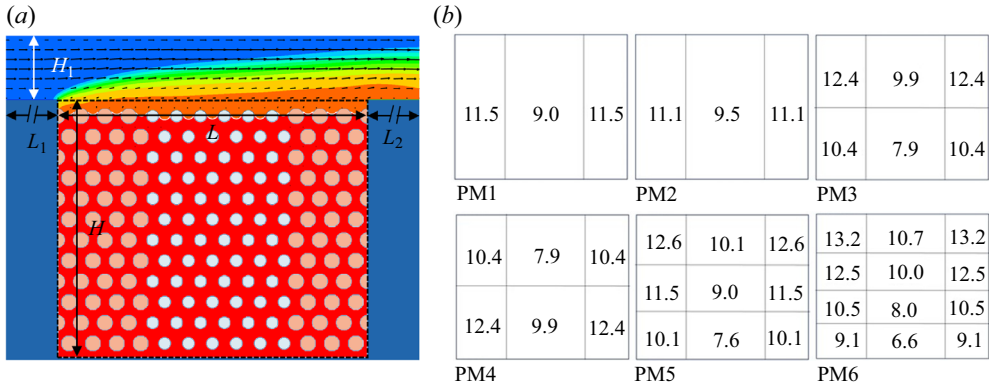 (a)
H1
L
L1
L2
H
(b)
11.5 9.0 11.5
PM1
11.1 9.5 11.1
PM2
12.4 9.9 12.4
10.4 7.9 10.4
PM3
10.4 7.9 10.4
12.4 9.9 12.4
PM4
12.6 10.1 12.6
11.5 9.0 11.5
10.1 7.6 10.1
PM5
13.2 10.7 13.2
12.5 10.0 12.5
10.5 8.0 10.5
9.1 6.6 9.1
PM6